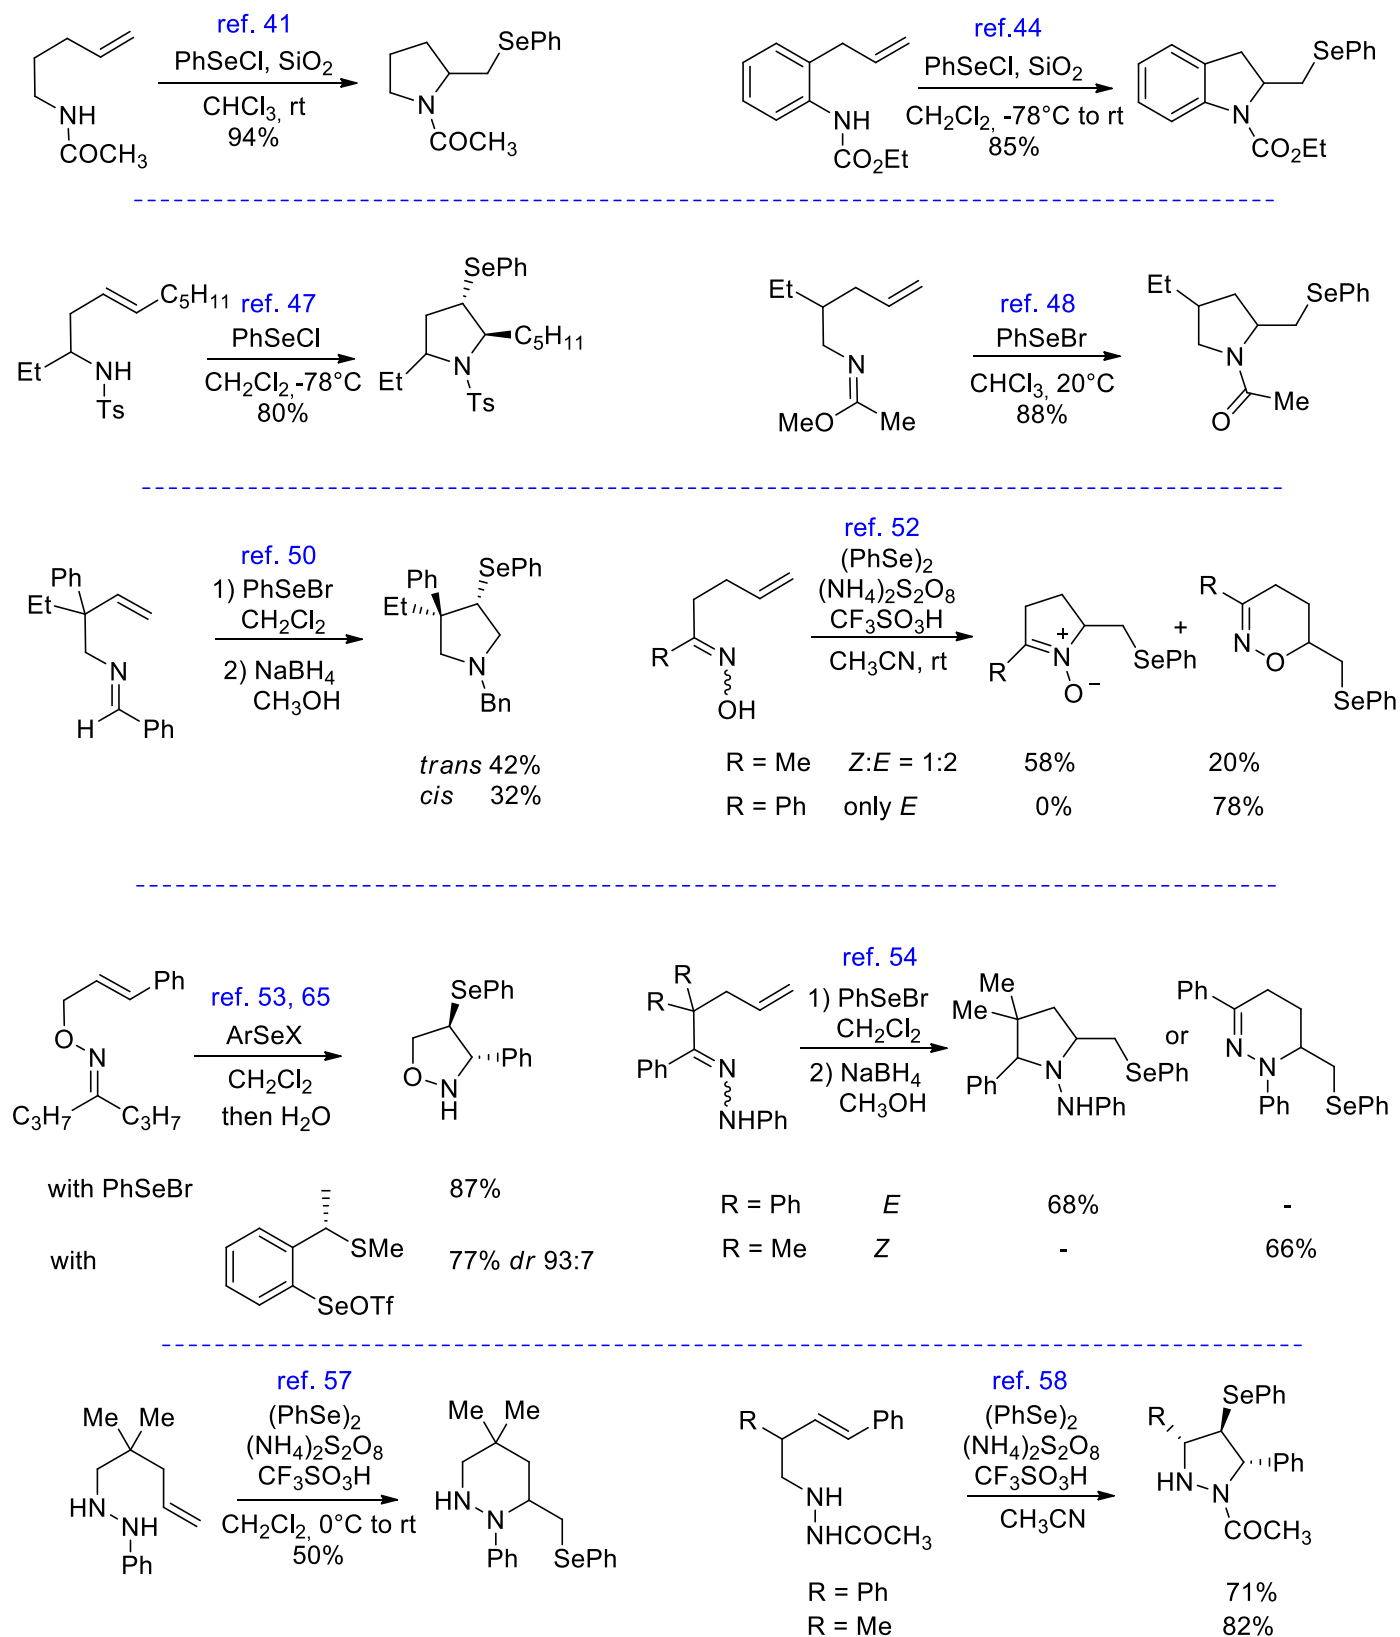 ref. 41
PhSeCl, SiO2
CHCl3, rt
94%
NH
COCH3
SePh
N
COCH3
ref.44
PhSeCl, SiO2
CH2Cl2, -78°C to rt
85%
NH
CO2Et
SePh
N
CO2Et
C5H11
Et
NH
Ts
ref. 47
PhSeCl
CH2Cl2, -78°C
80%
SePh
C5H11
Et
N
Ts
Et
N
MeO
Me
ref. 48
PhSeBr
CHCl3, 20°C
88%
Et
SePh
N
O
Me
Ph
Et
N
H
Ph
ref. 50
1) PhSeBr
CH2Cl2
2) NaBH4
CH3OH
Ph
SePh
Et
N
Bn
trans 42%
cis 32%
R
N
OH
ref. 52
(PhSe)2
(NH4)2S2O8
CF3SO3H
CH3CN, rt
R
N
+
O
−
SePh
+
R
N
O
SePh
R = Me Z:E = 1:2 58% 20%
R = Ph only E 0% 78%
Ph
O
N
C3H7
C3H7
ref. 53, 65
ArSeX
CH2Cl2
then H2O
SePh
Ph
O
N
H
with PhSeBr 87%
with
SMe
SeOTf
77% dr 93:7
R
R
Ph
N
NHPh
ref. 54
1) PhSeBr
CH2Cl2
2) NaBH4
CH3OH
Me
Me
Ph
N
NHPh
SePh
or
Ph
N
N
Ph
SePh
R = Ph E 68% -
R = Me Z - 66%
Me
Me
HN
NH
Ph
ref. 57
(PhSe)2
(NH4)2S2O8
CF3SO3H
CH2Cl2, 0°C to rt
50%
Me
Me
HN
N
Ph
SePh
R
Ph
NH
NHCOCH3
ref. 58
(PhSe)2
(NH4)2S2O8
CF3SO3H
CH3CN
SePh
R
Ph
HN
N
COCH3
R = Ph 71%
R = Me 82%